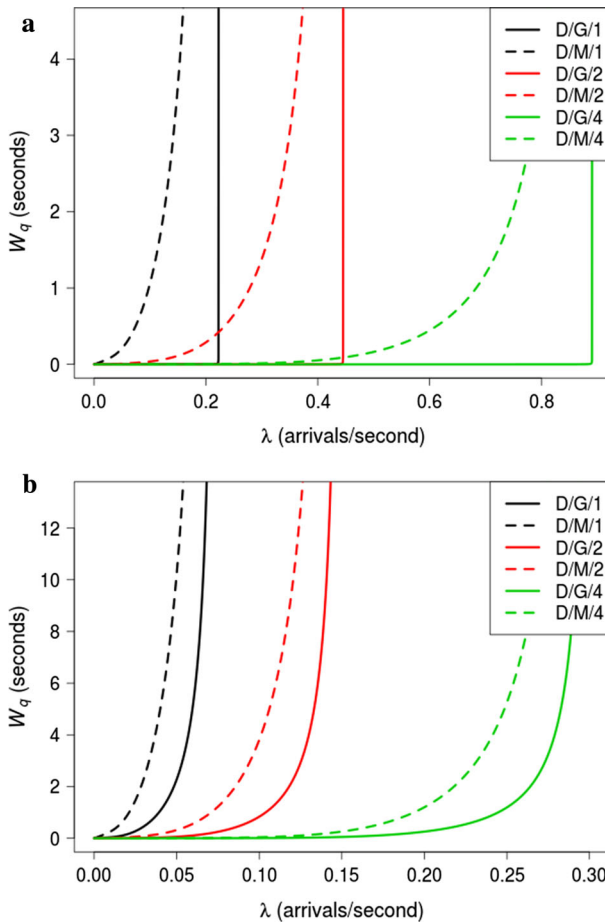 a
W_q (seconds)
4
3
2
1
0
D/G/1
D/M/1
D/G/2
D/M/2
D/G/4
D/M/4
0.0 0.2 0.4 0.6 0.8
λ (arrivals/second)
b
W_q (seconds)
12
10
8
6
4
2
0
D/G/1
D/M/1
D/G/2
D/M/2
D/G/4
D/M/4
0.00 0.05 0.10 0.15 0.20 0.25 0.30
λ (arrivals/second)